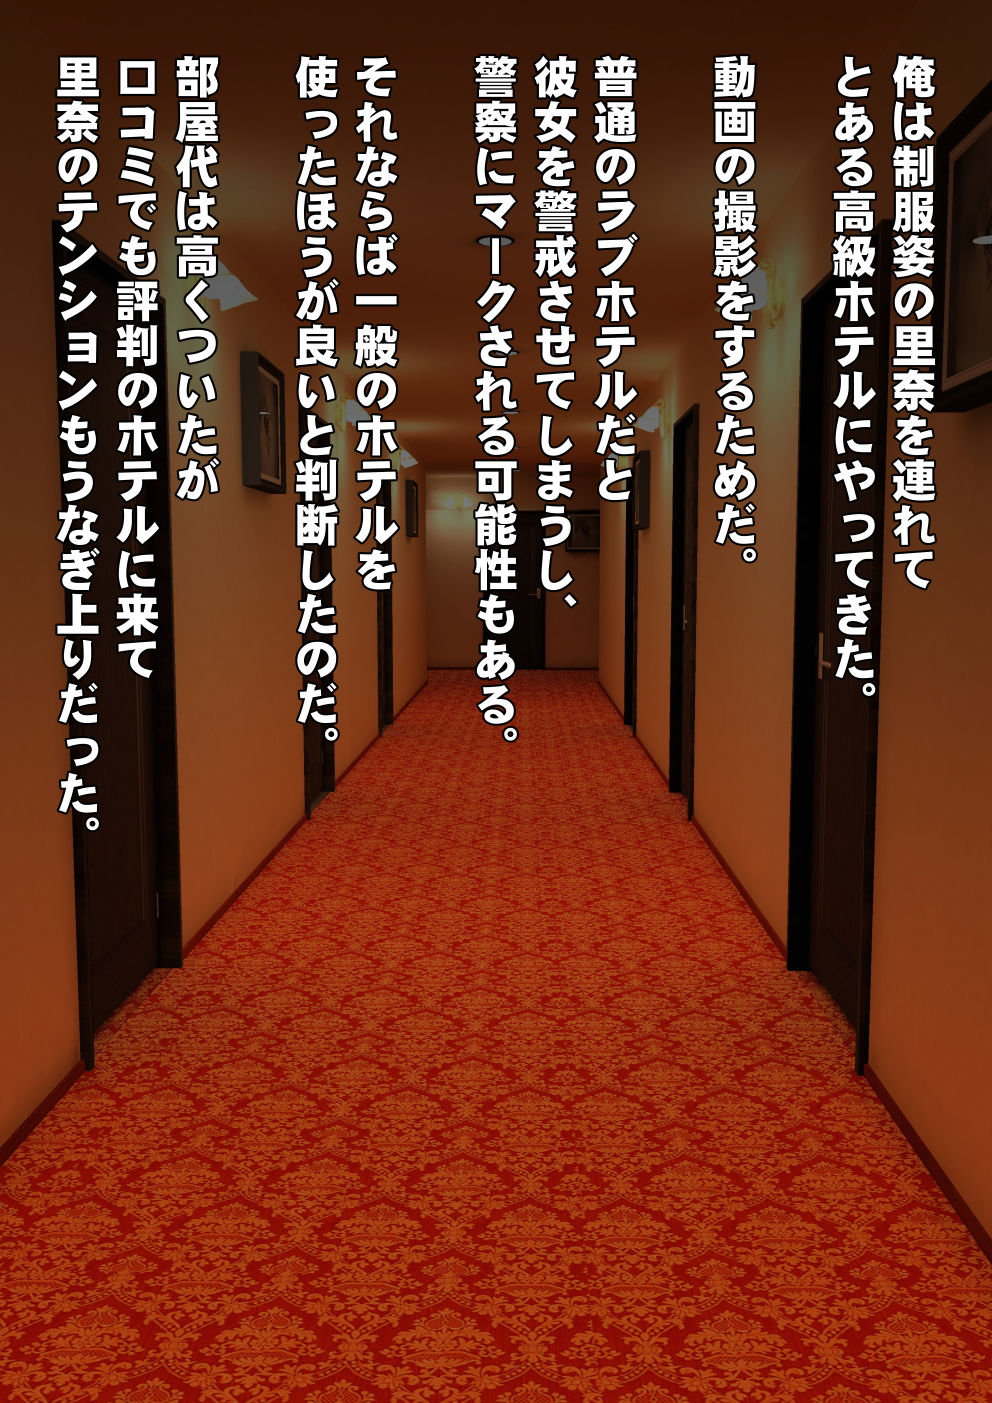 俺は制服姿の里奈を連れて
とある高級ホテルにやってきた。
動画の撮影をするためだ。
普通のラブホテルだと
彼女を警戒させてしまうし、
警察にマークされる可能性もある。
それならば一般のホテルを
使ったほうが良いと判断したのだ。
部屋代は高くついたが
口コミでも評判のホテルに来て
里奈のテンションもうなぎ上りだった。